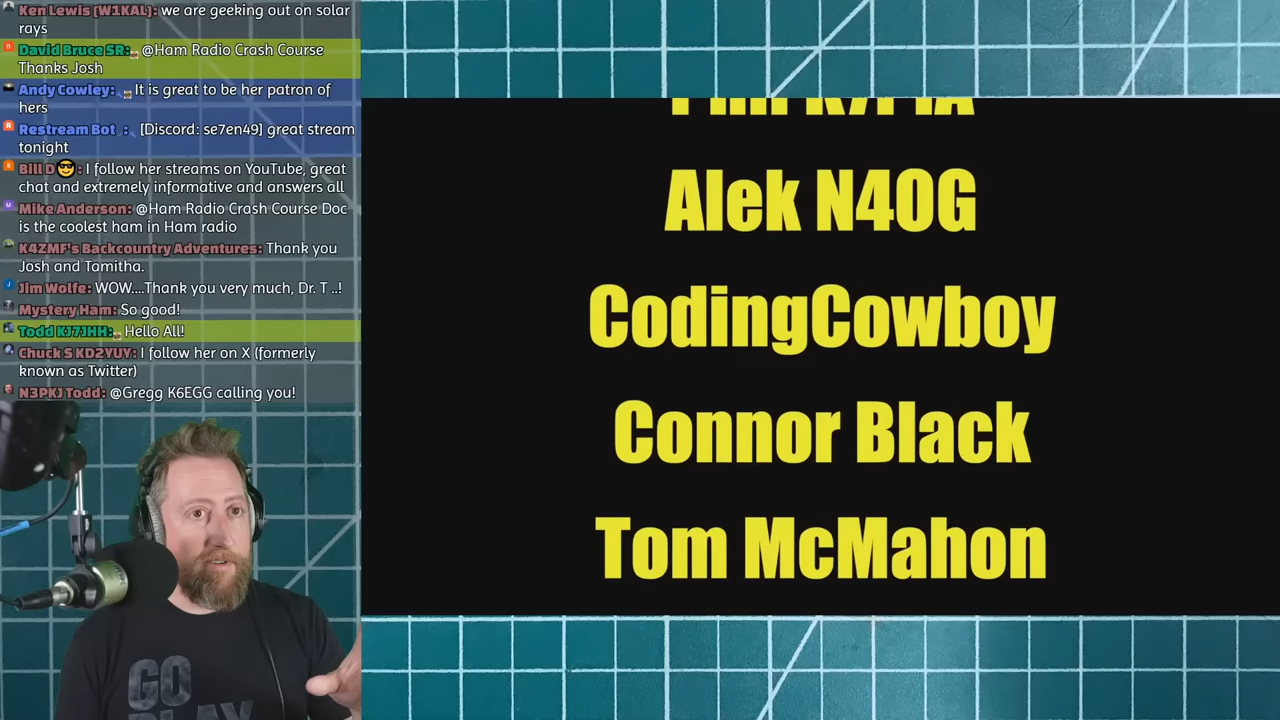 Ken Lewis [W1KAL]: we are geeking out on solar
rays
David Bruce SR: @Ham Radio Crash Course
Thanks Josh
Andy Cowley: It is great to be her patron of
hers
Restream Bot : [Discord: se7en49] great stream
tonight
Bill D😎: I follow her streams on YouTube, great
chat and extremely informative and answers all
Mike Anderson: @Ham Radio Crash Course Doc
is the coolest ham in Ham radio
K4ZMF's Backcountry Adventures: Thank you
Josh and Tamitha.
Jim Wolfe: WOW....Thank you very much, Dr. T ..!
Mystery Ham: So good!
Todd KJ7JHH: Hello All!
Chuck S KD2YUY: I follow her on X (formerly
known as Twitter)
N3PKJ Todd: @Gregg K6EGG calling you!
Alek N4OG
CodingCowboy
Connor Black
Tom McMahon
GO
PLAY